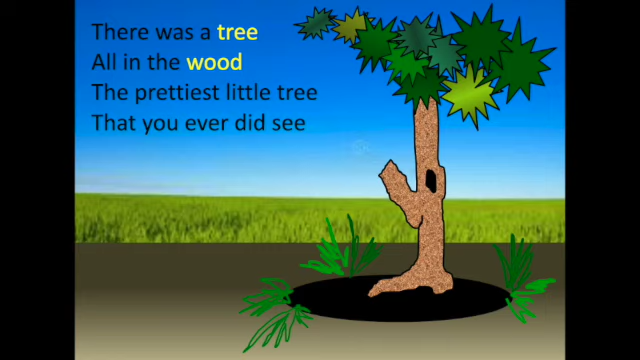 There was a tree
All in the wood
The prettiest little tree
That you ever did see